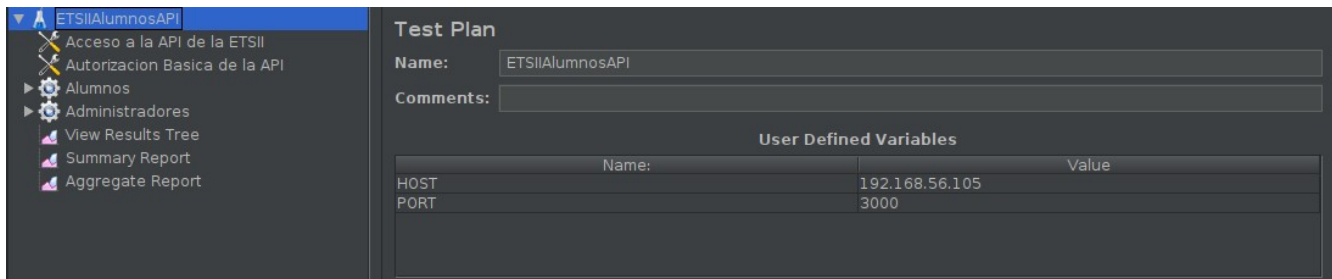 ETSIIAlumnosAPI
Acceso a la API de la ETSII
Autorizacion Basica de la API
Alumnos
Administradores
View Results Tree
Summary Report
Aggregate Report
Test Plan
Name: ETSIIAlumnosAPI
Comments:
User Defined Variables
Name: Value
HOST 192.168.56.105
PORT 3000